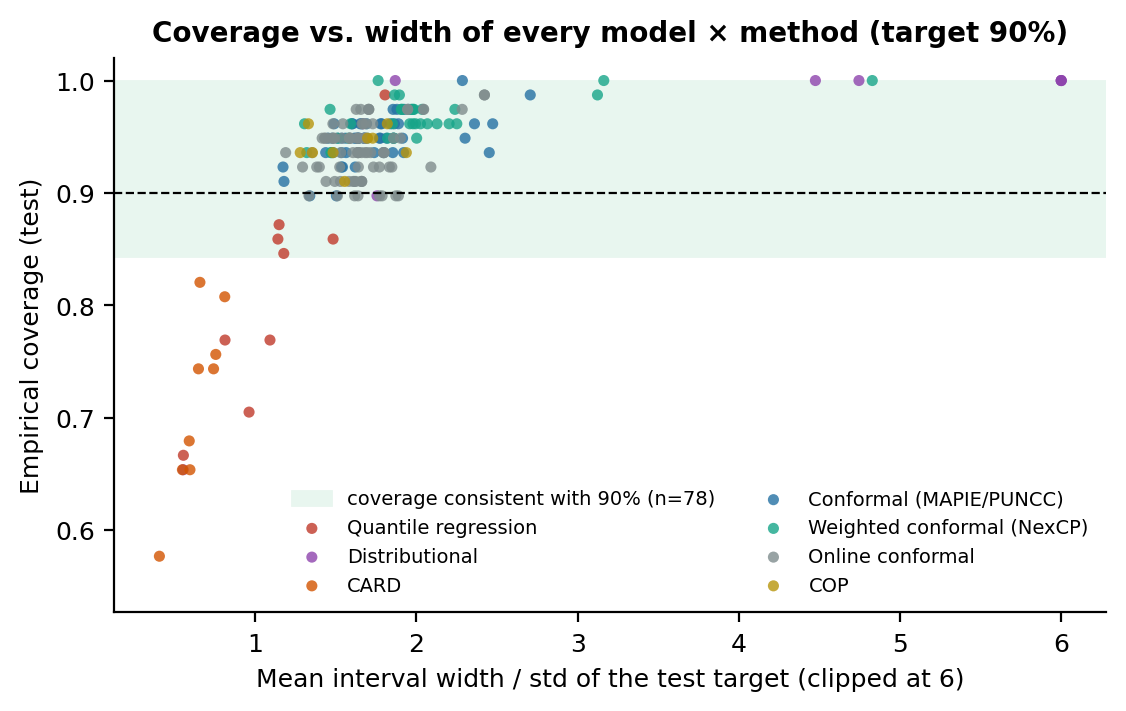 Coverage vs. width of every model × method (target 90%)
Empirical coverage (test)
1.0
0.9
0.8
0.7
0.6
coverage consistent with 90% (n=78)
Quantile regression
Distributional
CARD
Conformal (MAPIE/PUNCC)
Weighted conformal (NexCP)
Online conformal
COP
1 2 3 4 5 6
Mean interval width / std of the test target (clipped at 6)